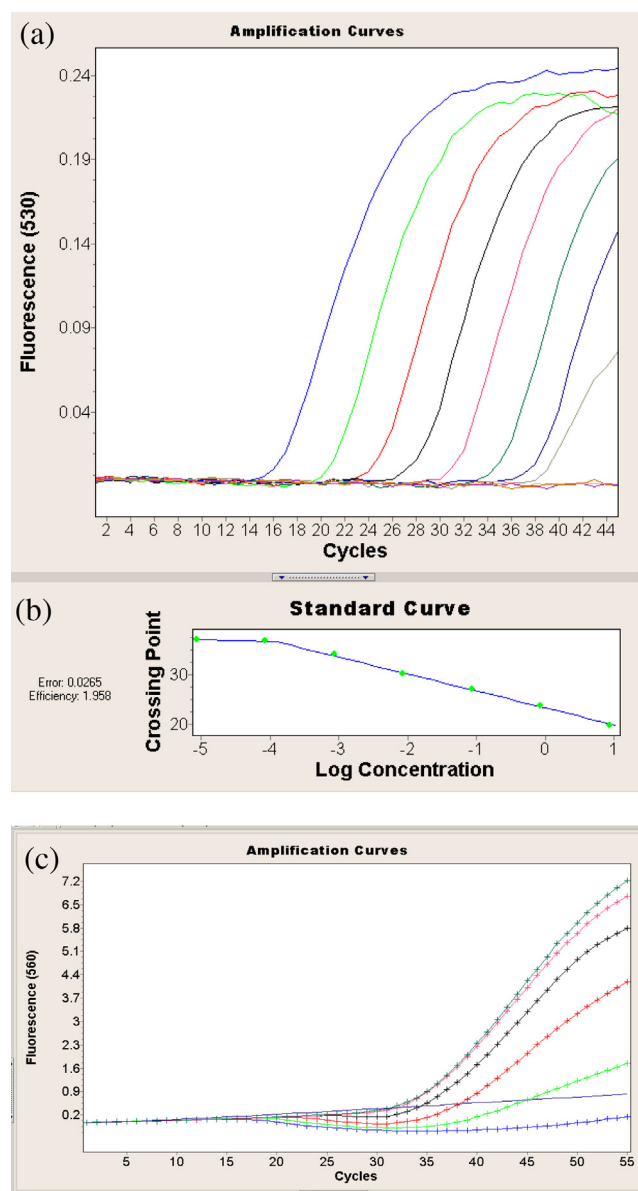 (a)
Amplification Curves
Fluorescence (530)
0.24
0.19
0.14
0.09
0.04
2 4 6 8 10 12 14 16 18 20 22 24 26 28 30 32 34 36 38 40 42 44
Cycles
(b)
Standard Curve
Error: 0.0265
Efficiency: 1.958
Crossing Point
30
20
-5 -4 -3 -2 -1 0 1
Log Concentration
(c)
Amplification Curves
Fluorescence (560)
7.2
6.5
5.8
5.1
4.4
3.7
3
2.3
1.6
0.9
0.2
5 10 15 20 25 30 35 40 45 50 55
Cycles